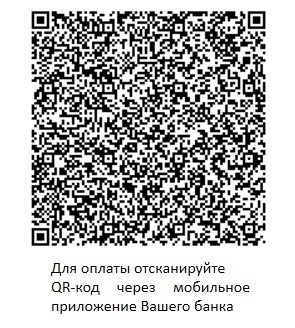 Для оплаты отсканируйте
QR-код через мобильное
приложение Вашего банка